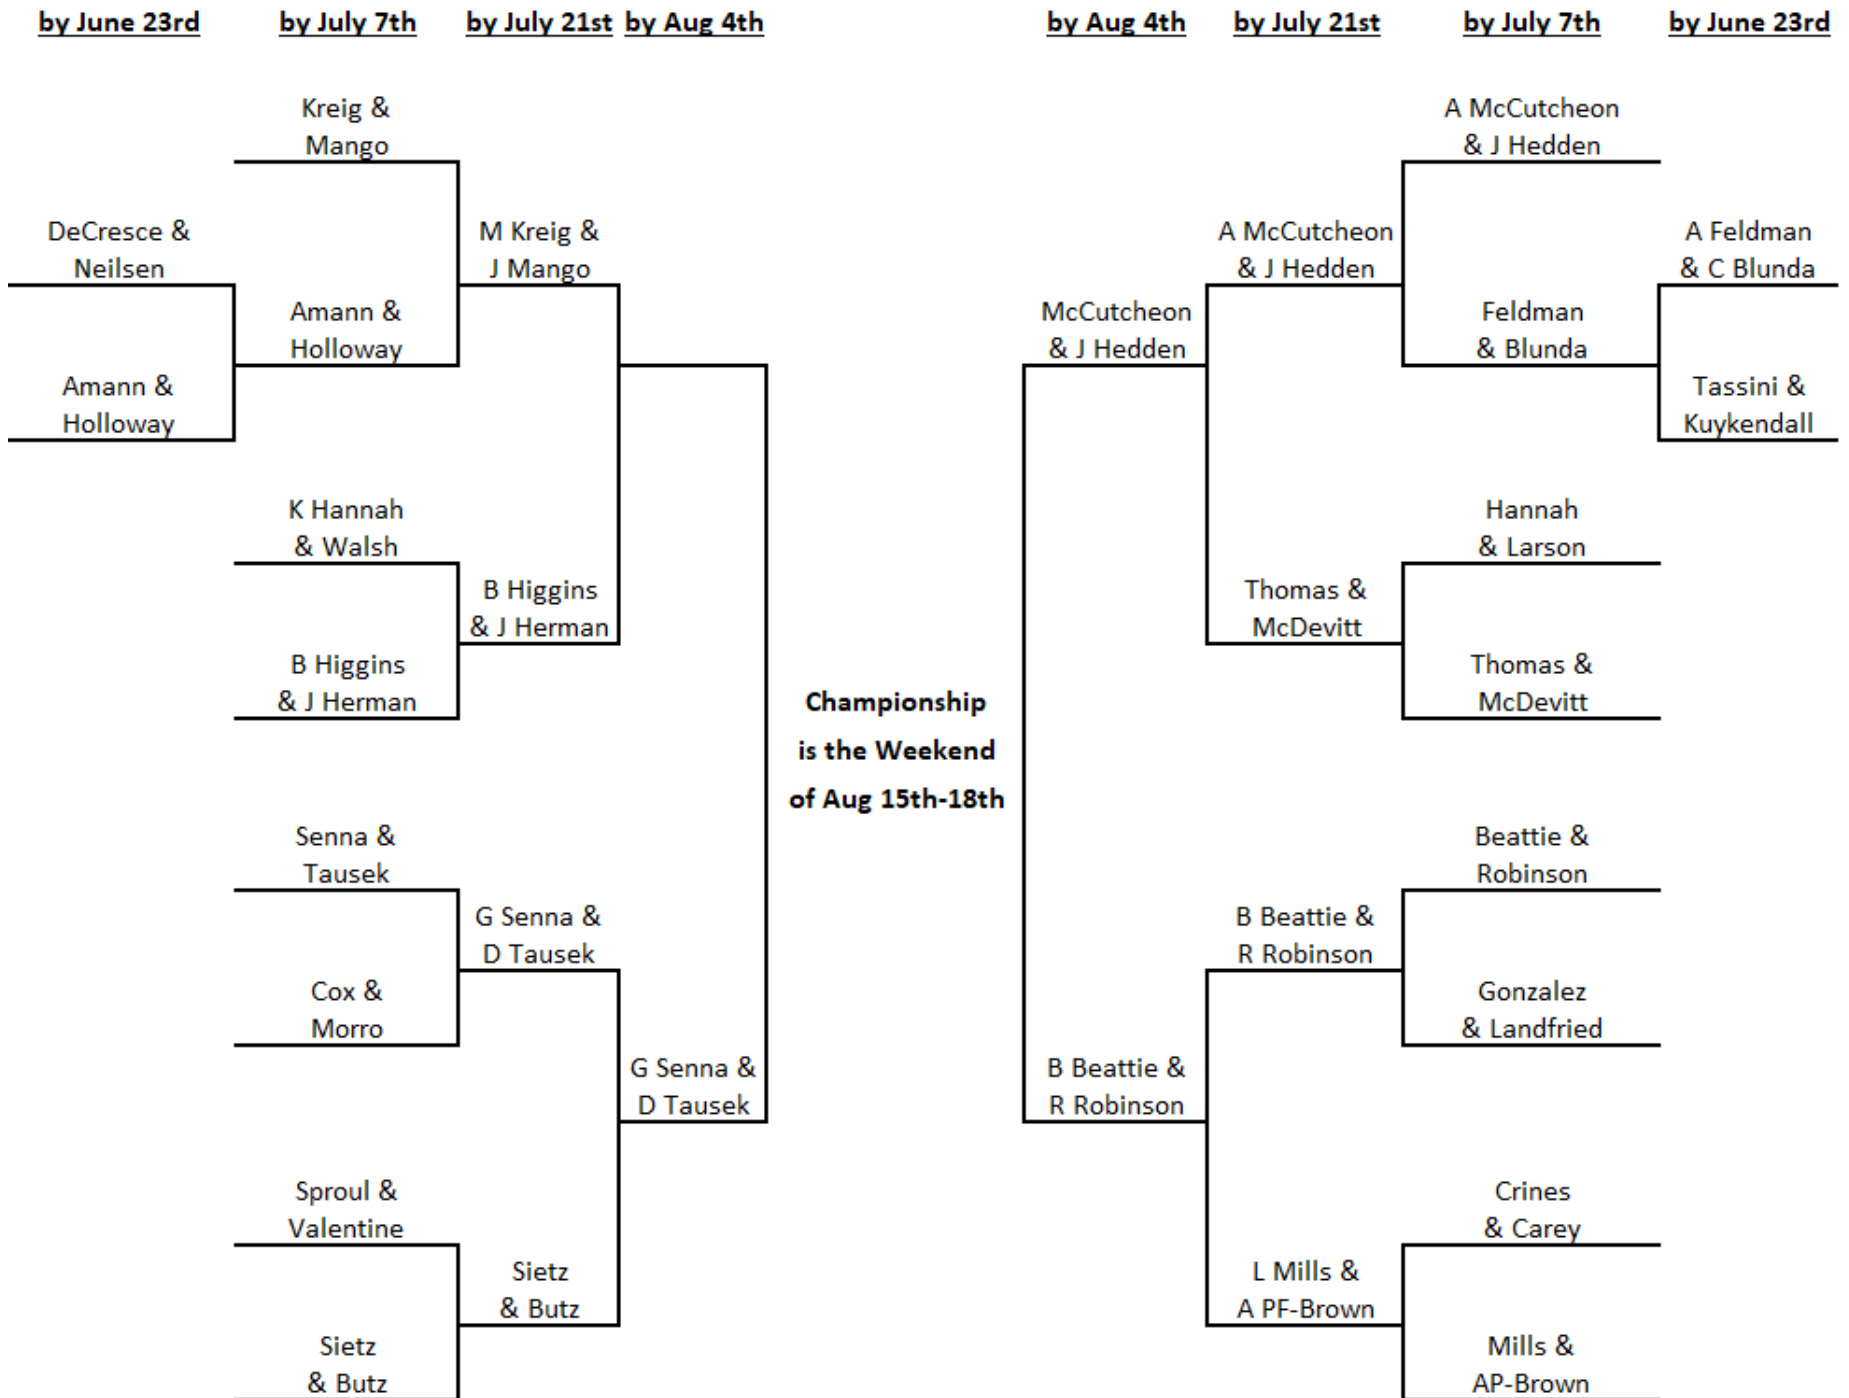 by June 23rd by July 7th by July 21st by Aug 4th by Aug 4th by July 21st by July 7th by June 23rd
Kreig &
Mango
DeCresce &
Neilsen
Amann &
Holloway
Amann &
Holloway
M Kreig &
J Mango
K Hannah
& Walsh
B Higgins
& J Herman
B Higgins
& J Herman
Senna &
Tausek
Cox &
Morro
G Senna &
D Tausek
G Senna &
D Tausek
Sproul &
Valentine
Sietz
& Butz
Sietz
& Butz
Championship
is the Weekend
of Aug 15th-18th
McCutcheon
& J Hedden
A McCutcheon
& J Hedden
A McCutcheon
& J Hedden
Feldman
& Blunda
A Feldman
& C Blunda
Tassini &
Kuykendall
Hannah
& Larson
Thomas &
McDevitt
Thomas &
McDevitt
Beattie &
Robinson
B Beattie &
R Robinson
Gonzalez
& Landfried
B Beattie &
R Robinson
Crines
& Carey
L Mills &
A PF-Brown
Mills &
AP-Brown